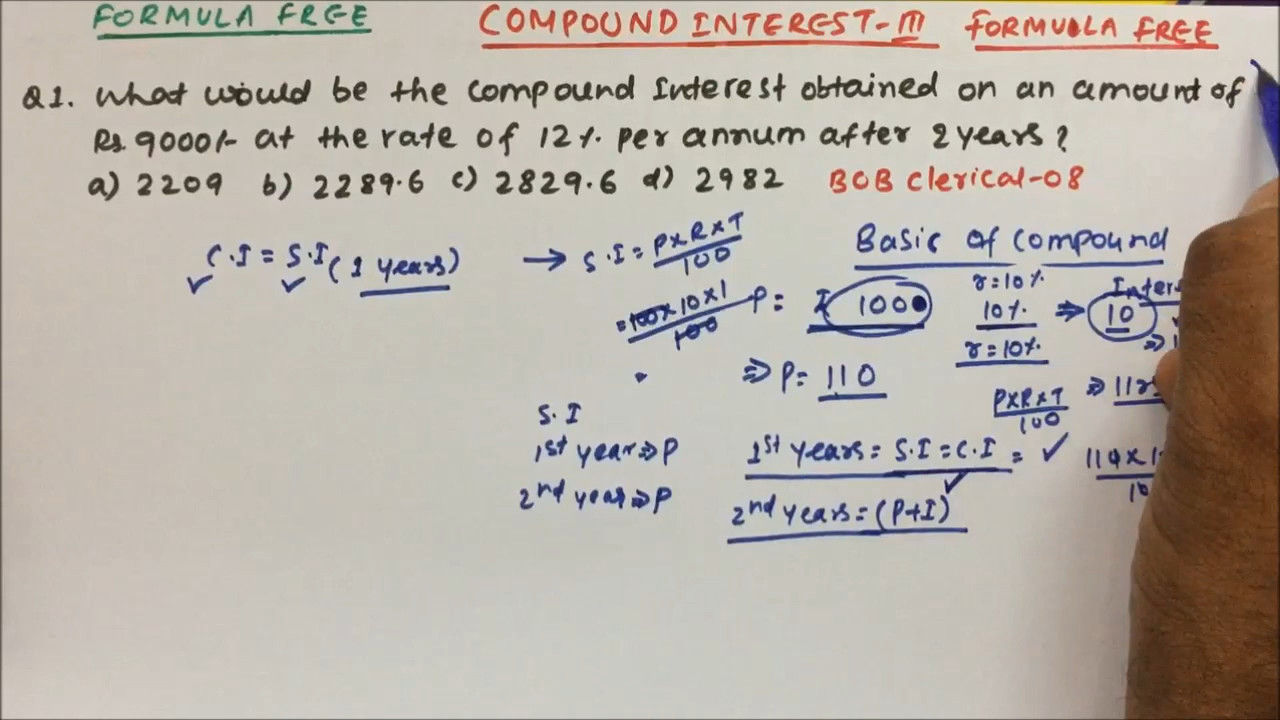 FORMULA FREE
COMPOUND INTEREST-III FORMULA FREE
Q1. What would be the compound Interest obtained on an amount of
Rs. 9000/- at the rate of 12%. per annum after 2 years?
a) 2209 b) 2289.6 c) 2829.6 d) 2982 BOB Clerical-08
C.I = S.I (1 years)
→ S.I = P×R×T
100
= 100×10×1
100
S.I
1st year ⇒ P
2nd year ⇒ P
Basic of Compound
P = 100
r = 10%.
10%. ⇒ 10
r = 10%.
⇒ P = 110
P×R×T
100
1st years = S.I = C.I = ✓
2nd years = (P+I)